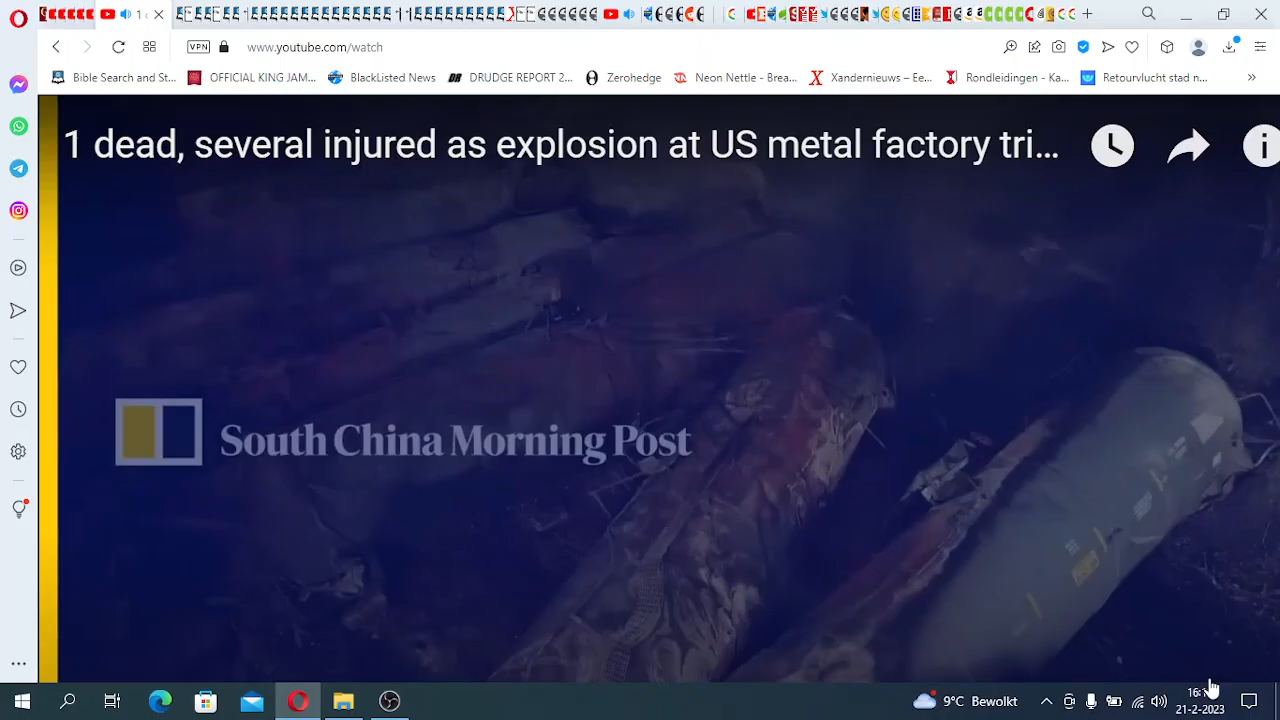 www.youtube.com/watch
VPN
Bible Search and St...
OFFICIAL KING JAM...
BlackListed News
DRUDGE REPORT 2...
Zerohedge
Neon Nettle - Brea...
Xandernieuws – Ee...
Rondleidingen - Ka...
Retourvlucht stad n...
1 dead, several injured as explosion at US metal factory tri...
South China Morning Post
9°C Bewolkt
21-2-2023